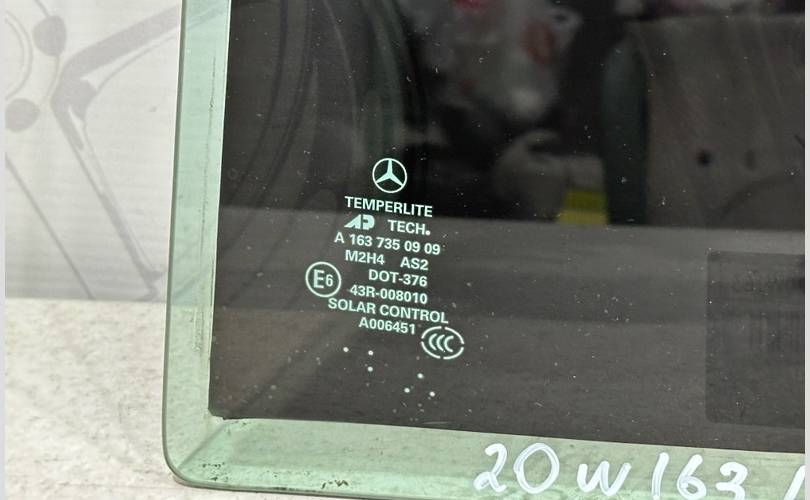 TEMPERLITE
AP TECH.
A 163 735 09 09
M2H4 AS2
DOT-376
E6 43R-008010
SOLAR CONTROL
A006451
CCC
20 W 163